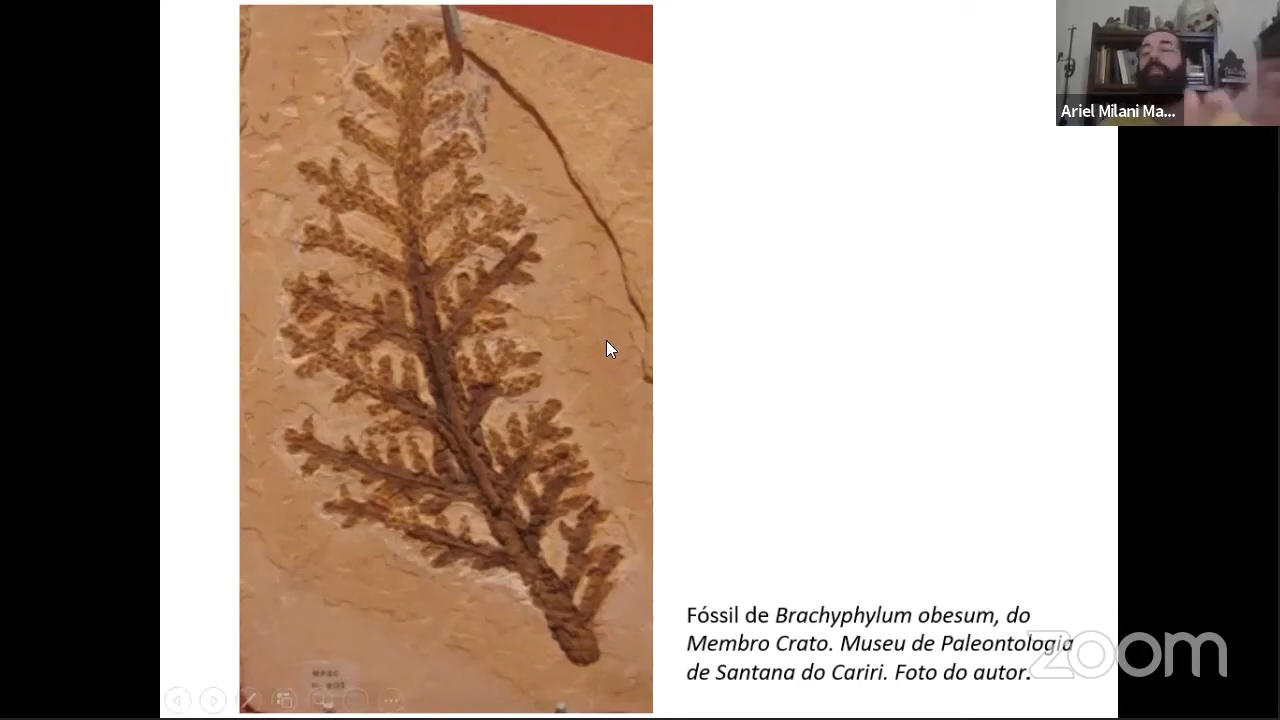 Ariel Milani Ma...
Fóssil de Brachyphylum obesum, do
Membro Crato. Museu de Paleontologia
de Santana do Cariri. Foto do autor.
zoom